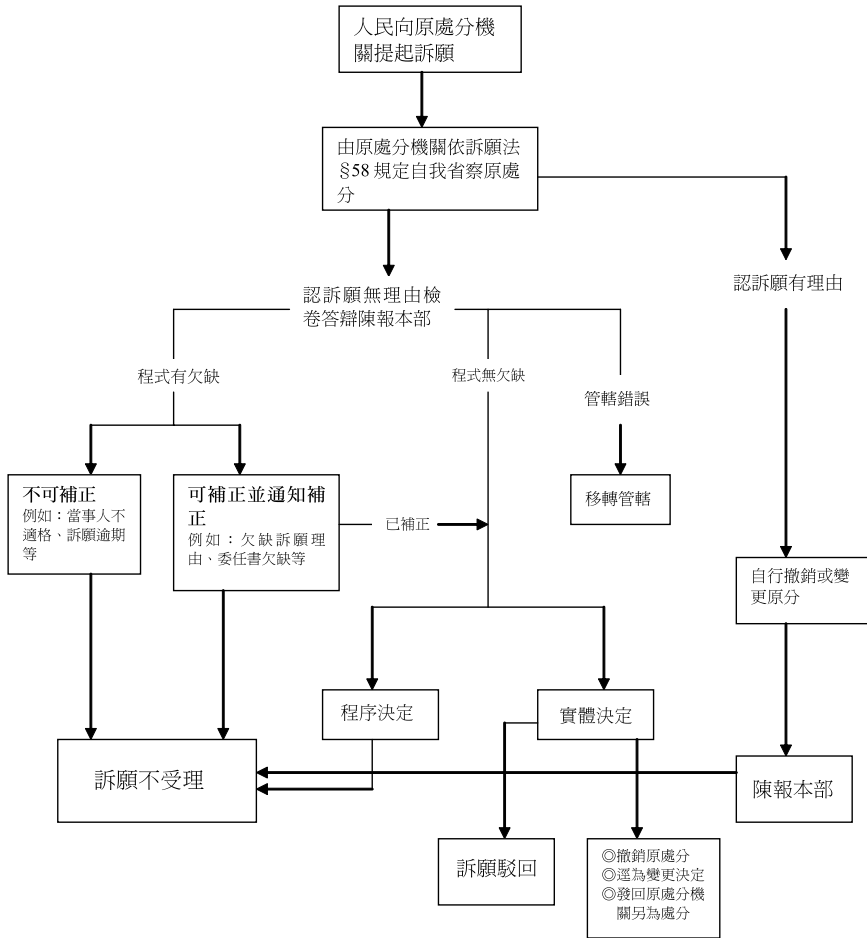 人民向原處分機
關提起訴願
由原處分機關依訴願法
§58 規定自我省察原處
分
認訴願有理由
認訴願無理由檢
卷答辯陳報本部
程式有欠缺
程式無欠缺
管轄錯誤
不可補正
例如：當事人不
適格、訴願逾期
等
可補正並通知補
正
例如：欠缺訴願理
由、委任書欠缺等
已補正
移轉管轄
自行撤銷或變
更原分
程序決定
實體決定
訴願不受理
陳報本部
訴願駁回
◎撤銷原處分
◎逕為變更決定
◎發回原處分機
關另為處分